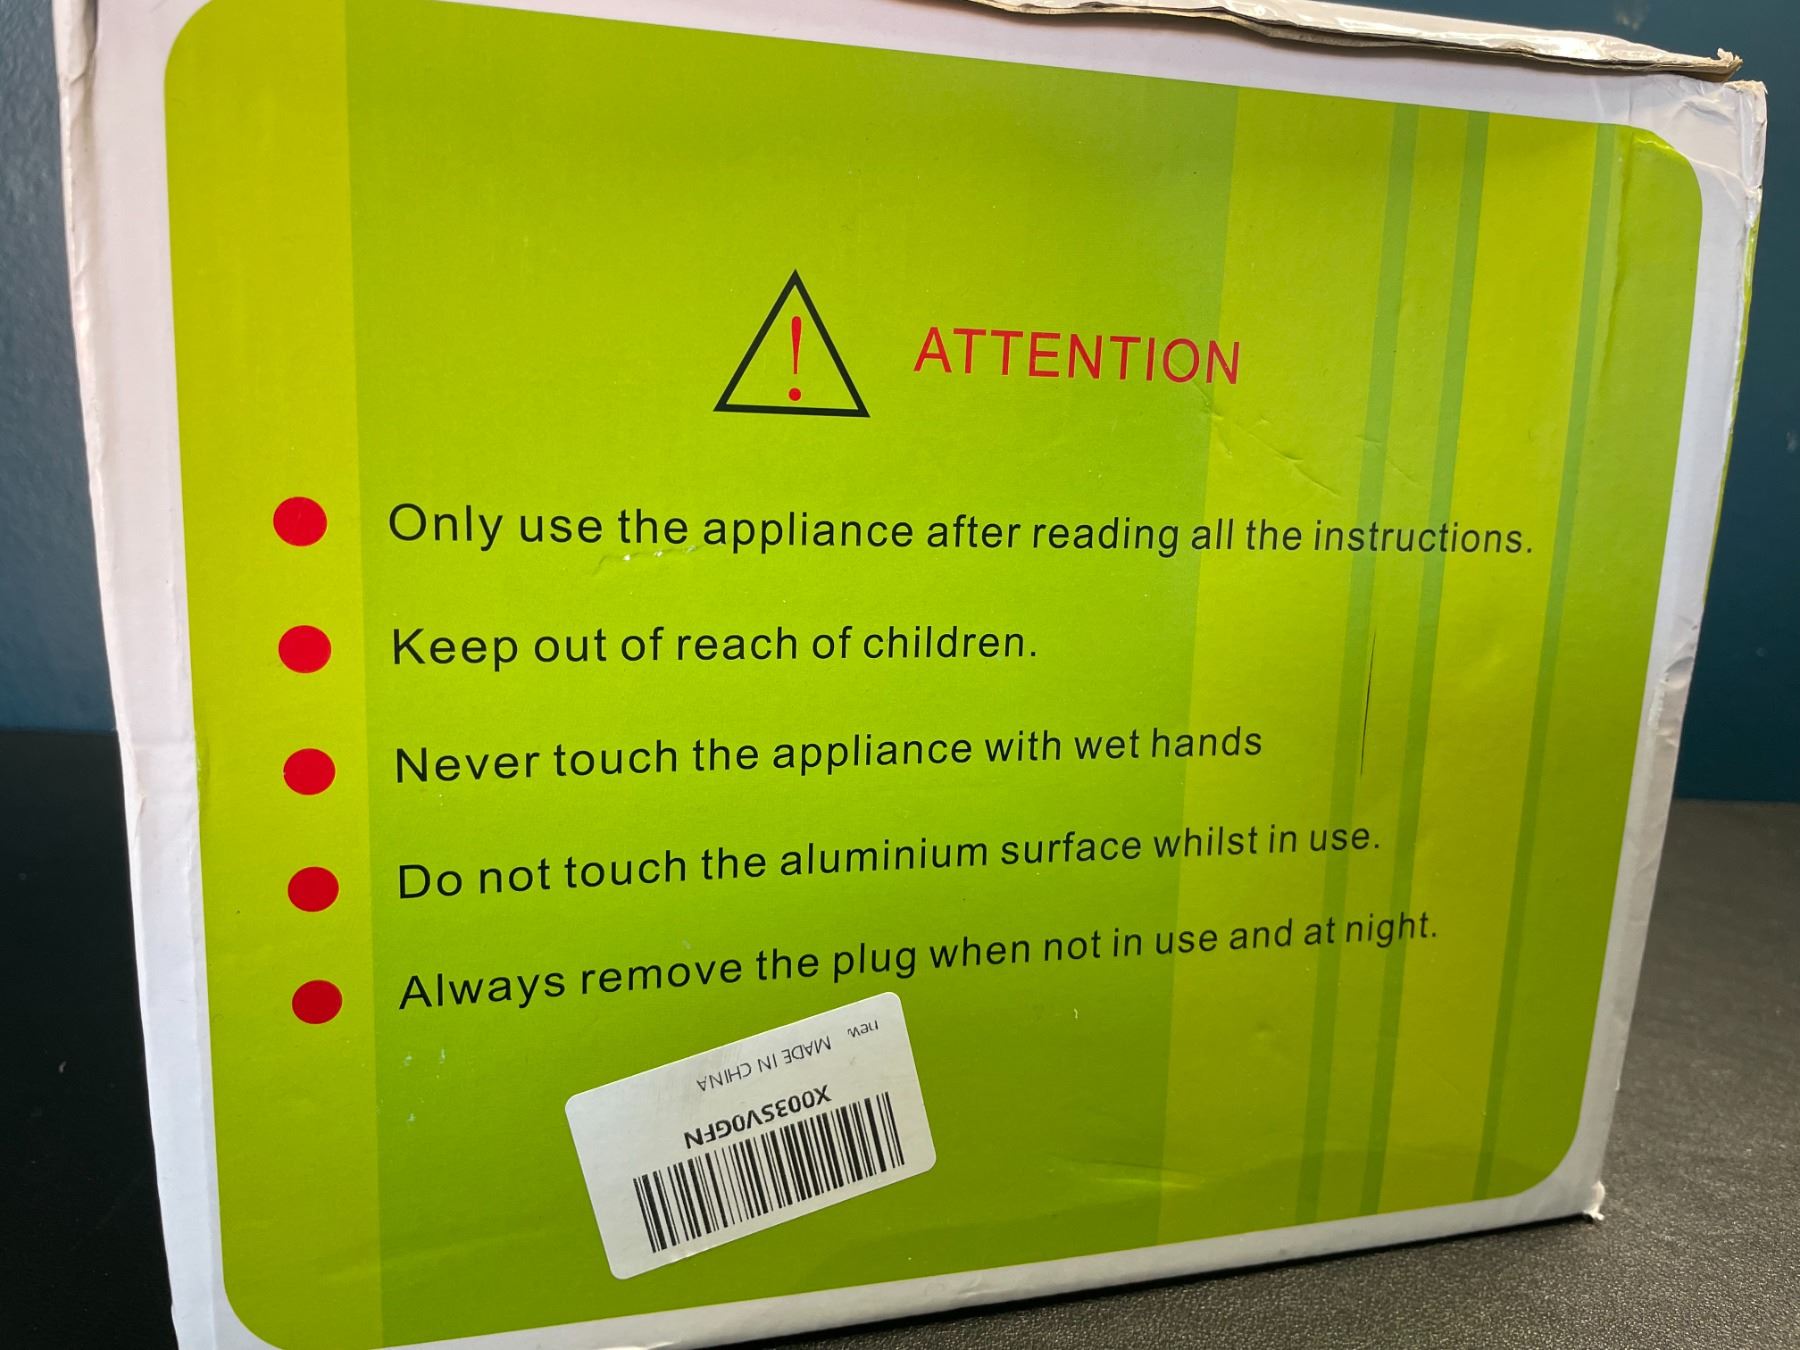 ! ATTENTION
Only use the appliance after reading all the instructions.
Keep out of reach of children.
Never touch the appliance with wet hands
Do not touch the aluminium surface whilst in use.
Always remove the plug when not in use and at night.
X003SV0GFN
new MADE IN CHINA